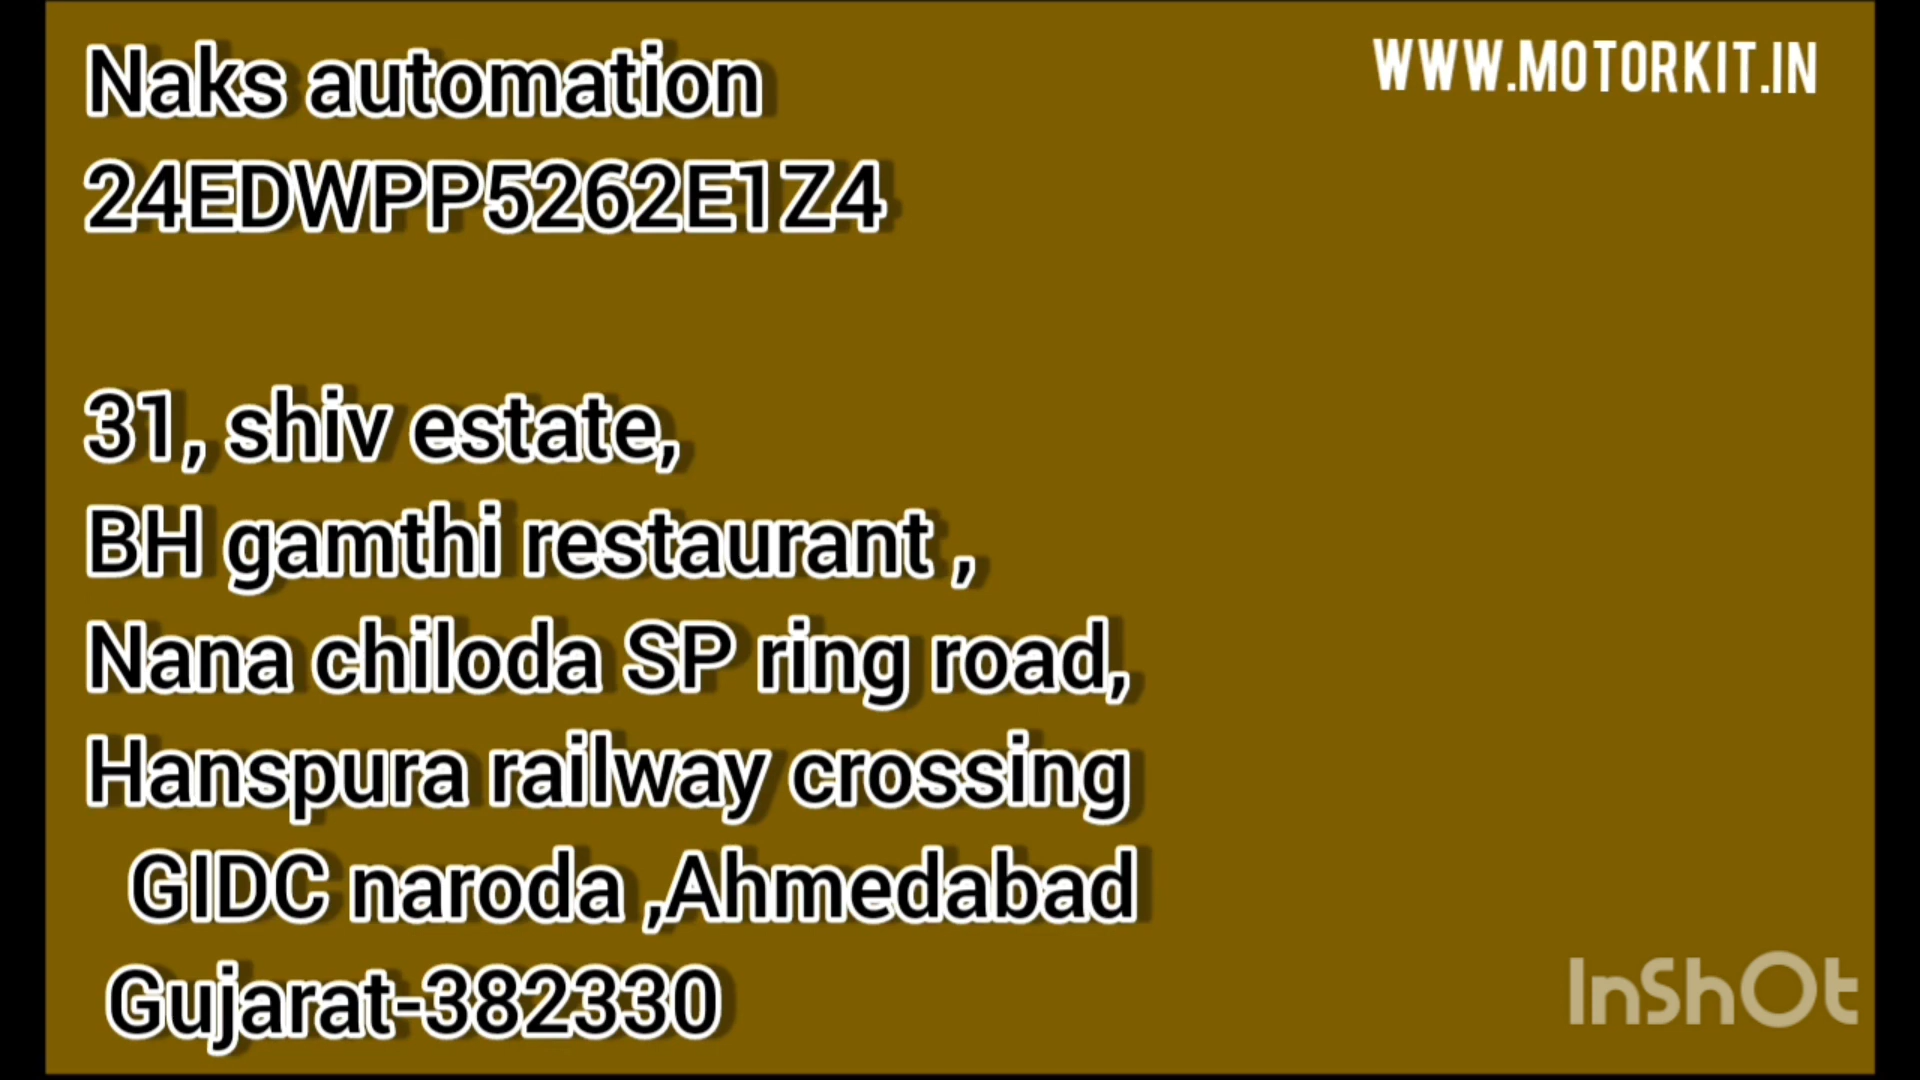 Naks automation
WWW.MOTORKIT.IN
24EDWPP5262E1Z4
31, shiv estate,
BH gamthi restaurant ,
Nana chiloda SP ring road,
Hanspura railway crossing
GIDC naroda ,Ahmedabad
Gujarat-382330
InShOt